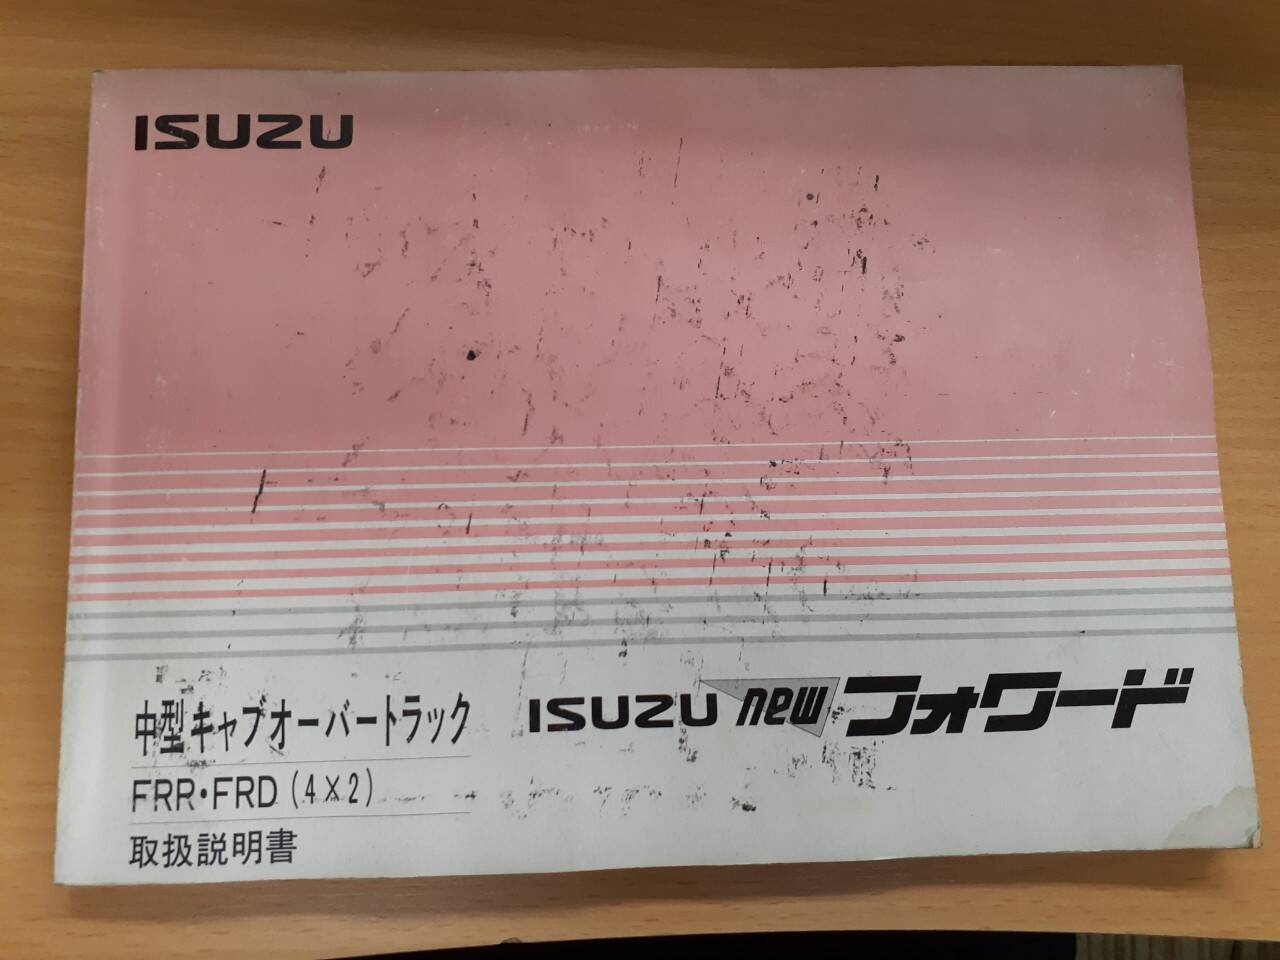 ISUZU
中型キャブオーバートラック
ISUZU new フォワード
FRR・FRD (4×2)
取扱説明書